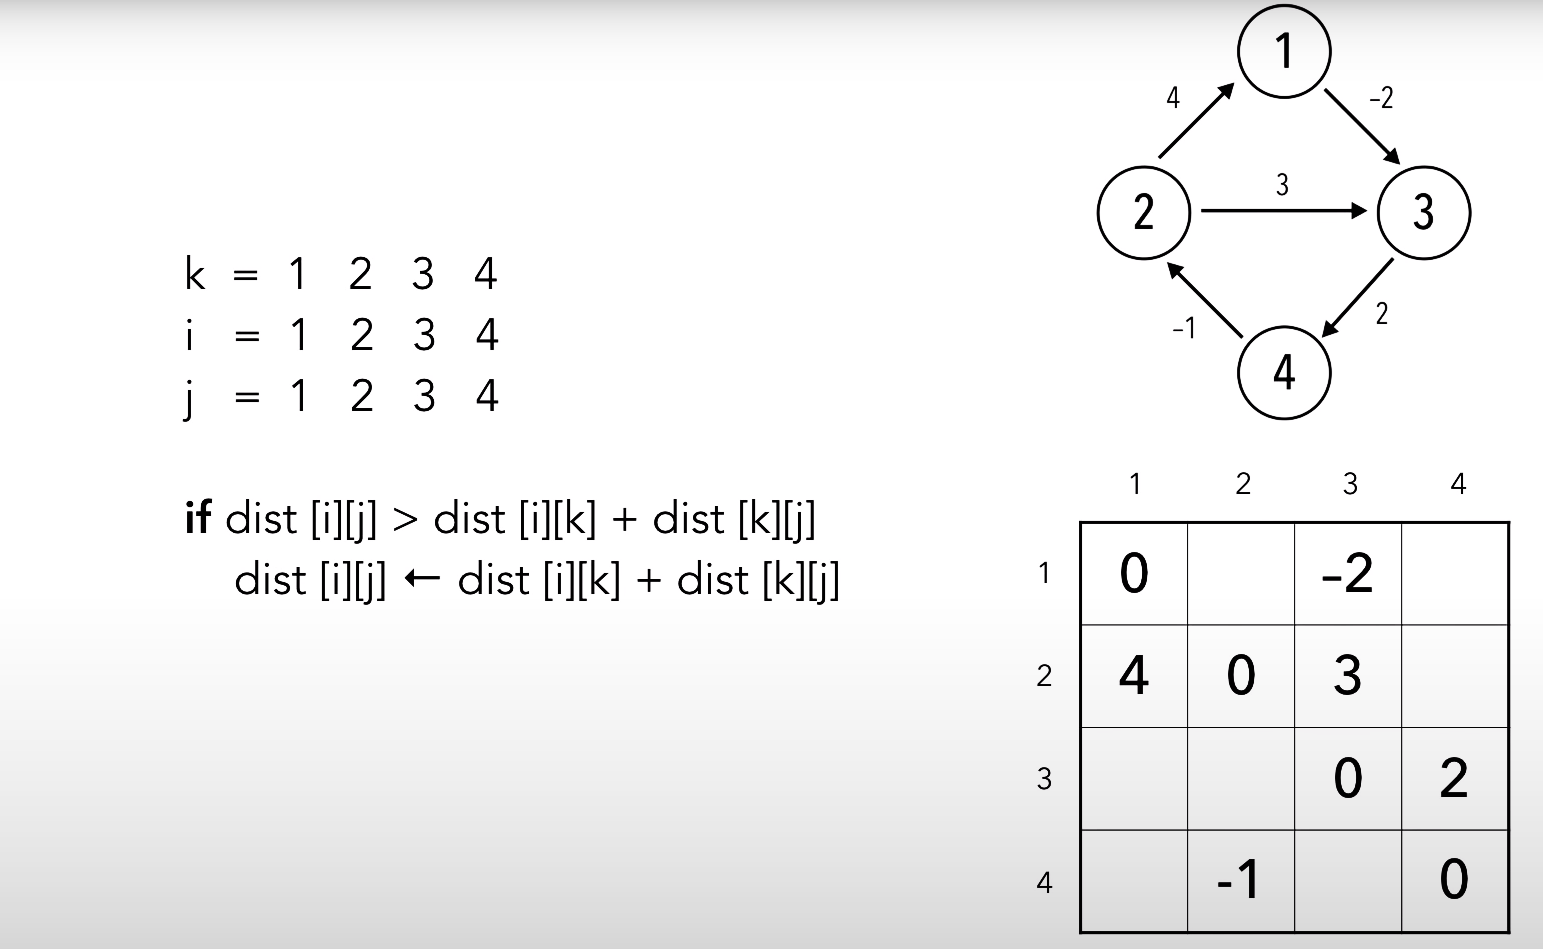 k = 1 2 3 4
i = 1 2 3 4
j = 1 2 3 4
if dist [i][j] > dist [i][k] + dist [k][j]
dist [i][j] ← dist [i][k] + dist [k][j]
1
4
–2
2
3
3
–1
2
4
1 2 3 4
1 0 –2
2 4 0 3
3 0 2
4 -1 0